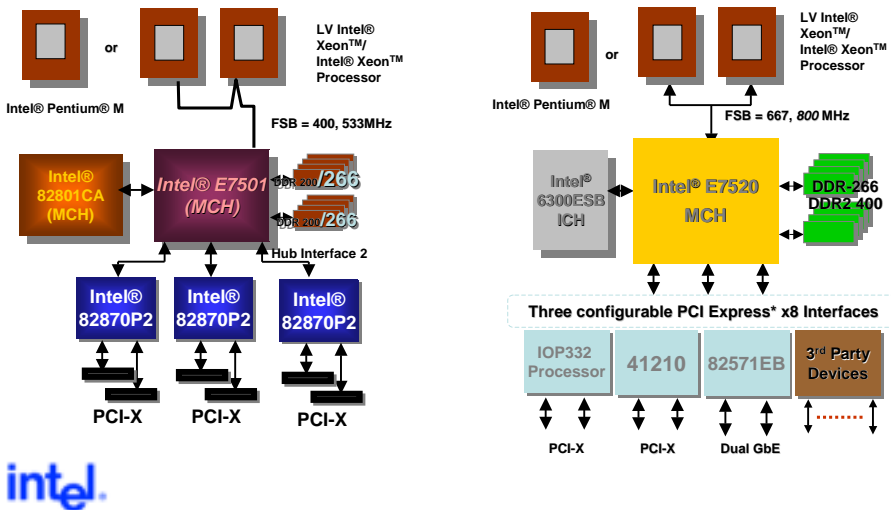 or
LV Intel®
Xeon™/
Intel® Xeon™
Processor
Intel® Pentium® M
FSB = 400, 533MHz
Intel®
82801CA
(MCH)
Intel® E7501
(MCH)
DDR 200/266
DDR 200/266
Hub Interface 2
Intel®
82870P2
Intel®
82870P2
Intel®
82870P2
PCI-X
PCI-X
PCI-X
or
LV Intel®
Xeon™/
Intel® Xeon™
Processor
Intel® Pentium® M
FSB = 667, 800 MHz
Intel®
6300ESB
ICH
Intel® E7520
MCH
DDR-266
DDR2 400
Three configurable PCI Express* x8 Interfaces
IOP332
Processor
41210
82571EB
3rd Party
Devices
PCI-X
PCI-X
Dual GbE
intel.